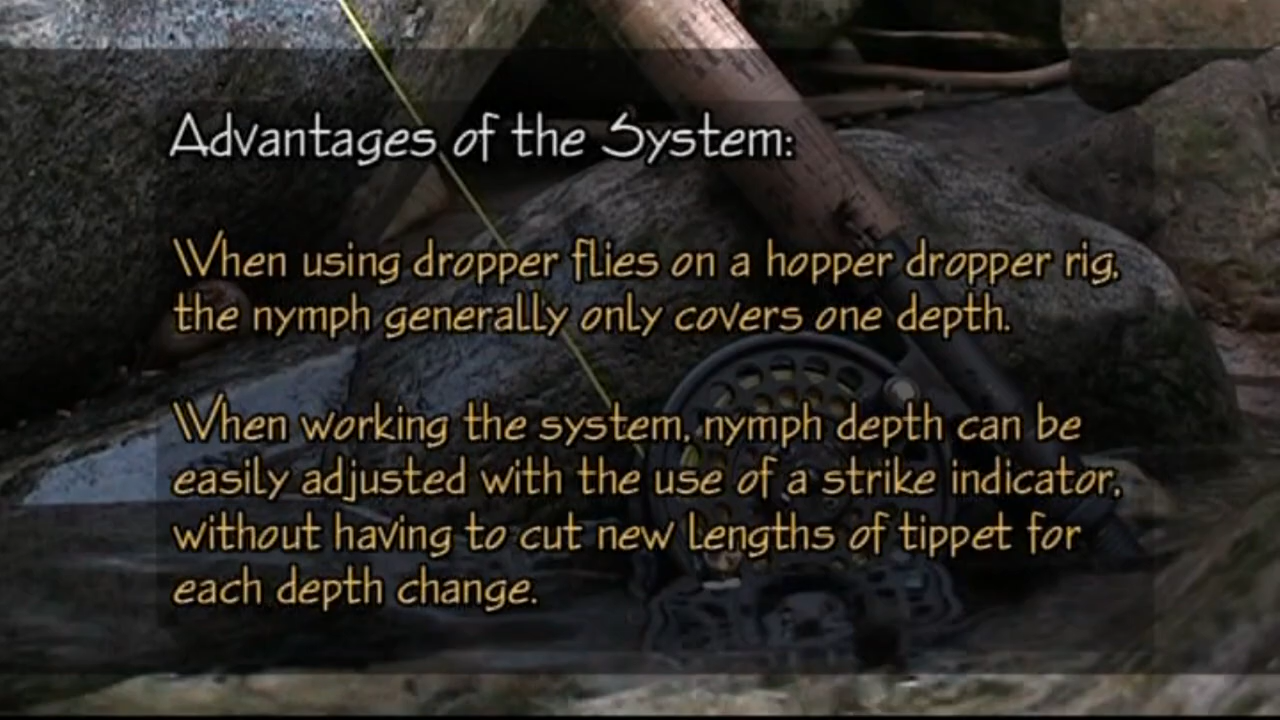 Advantages of the System:
When using dropper flies on a hopper dropper rig,
the nymph generally only covers one depth.
When working the system, nymph depth can be
easily adjusted with the use of a strike indicator,
without having to cut new lengths of tippet for
each depth change.